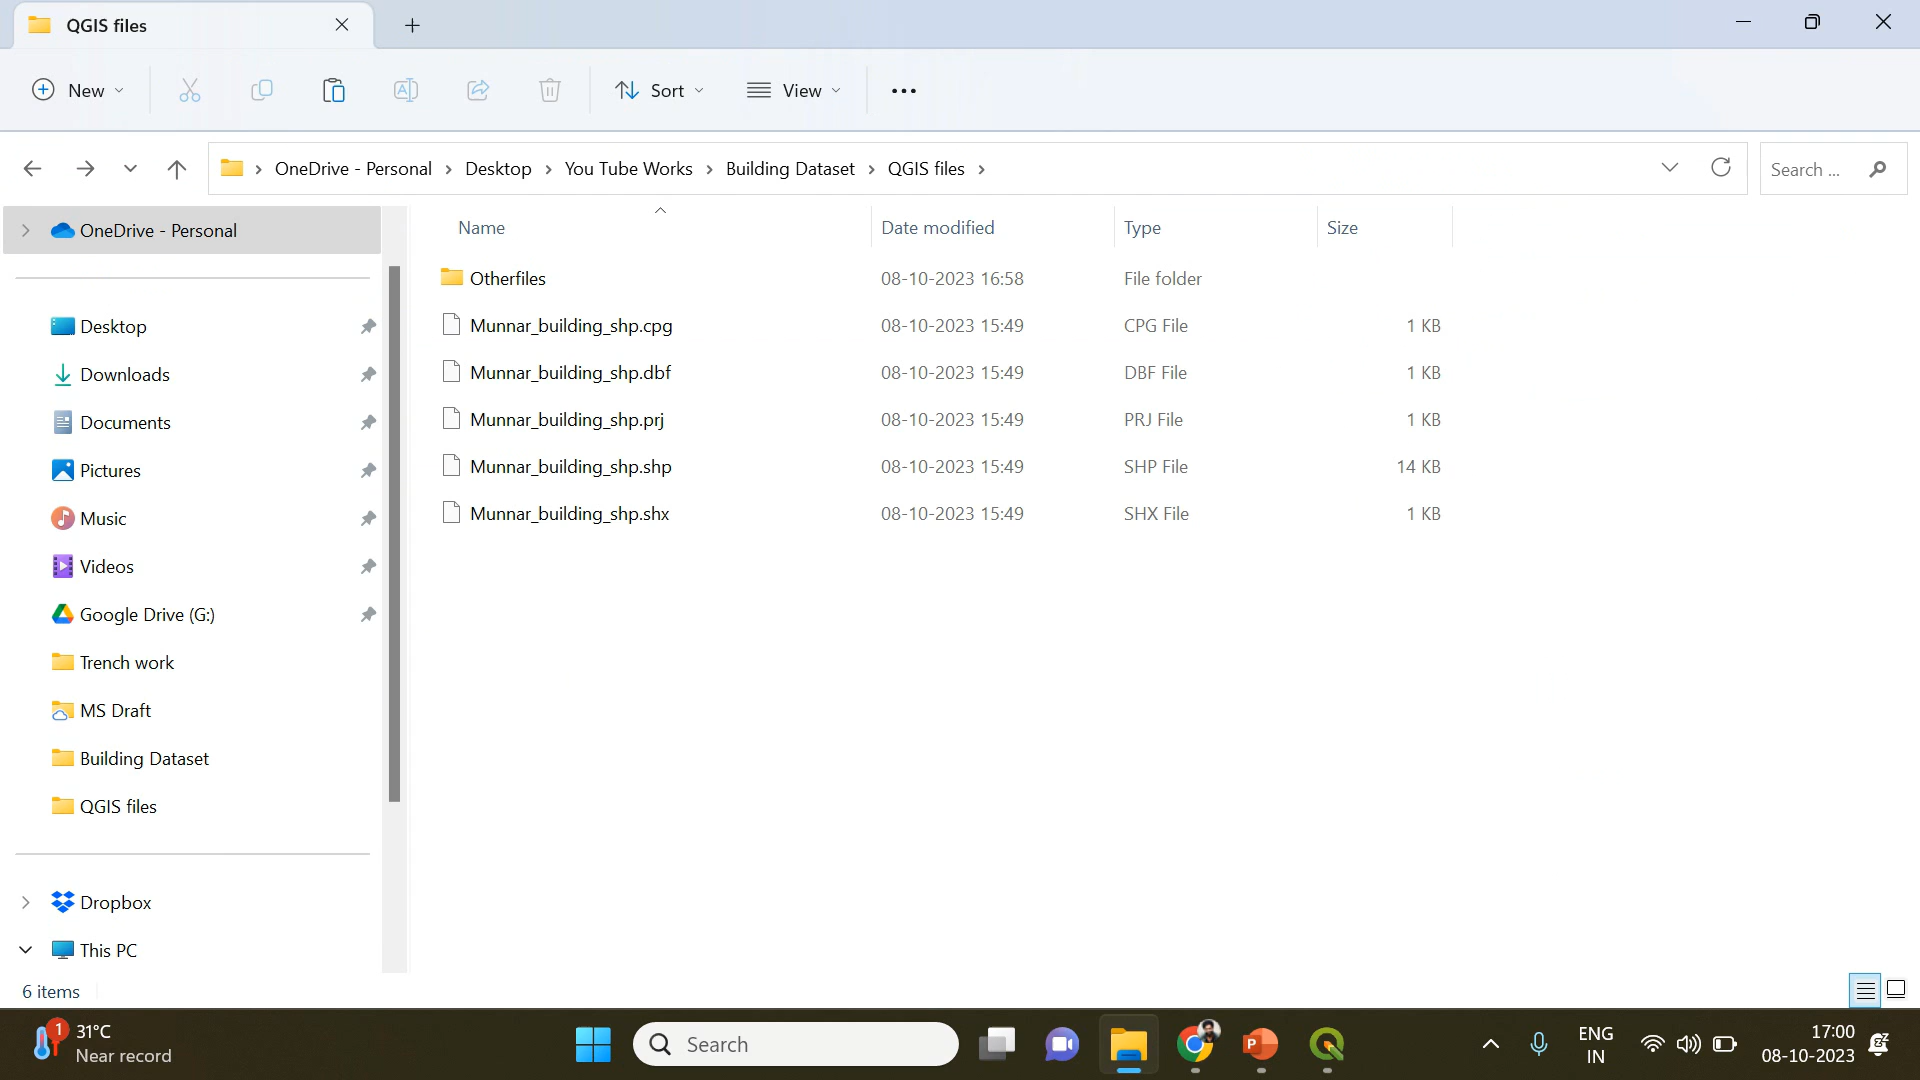 QGIS files
New
Sort
View
OneDrive - Personal > Desktop > You Tube Works > Building Dataset > QGIS files >
Search ...
OneDrive - Personal
Desktop
Downloads
Documents
Pictures
Music
Videos
Google Drive (G:)
Trench work
MS Draft
Building Dataset
QGIS files
Dropbox
This PC
Name Date modified Type Size
Otherfiles 08-10-2023 16:58 File folder
Munnar_building_shp.cpg 08-10-2023 15:49 CPG File 1 KB
Munnar_building_shp.dbf 08-10-2023 15:49 DBF File 1 KB
Munnar_building_shp.prj 08-10-2023 15:49 PRJ File 1 KB
Munnar_building_shp.shp 08-10-2023 15:49 SHP File 14 KB
Munnar_building_shp.shx 08-10-2023 15:49 SHX File 1 KB
6 items
1
31°C
Near record
Search
P
ENG
IN
17:00
08-10-2023